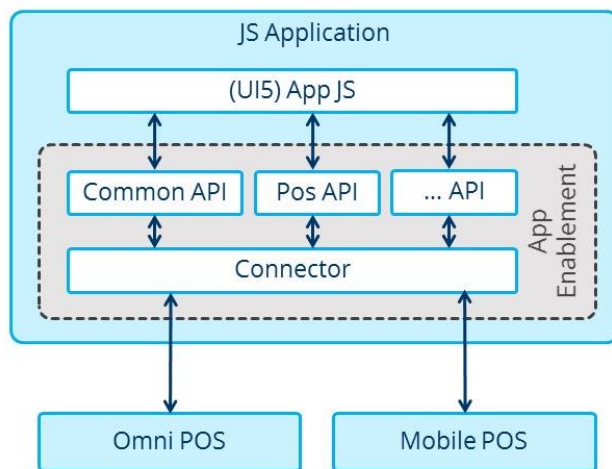 JS Application
(UI5) App JS
Common API
Pos API
... API
Connector
App
Enablement
Omni POS
Mobile POS